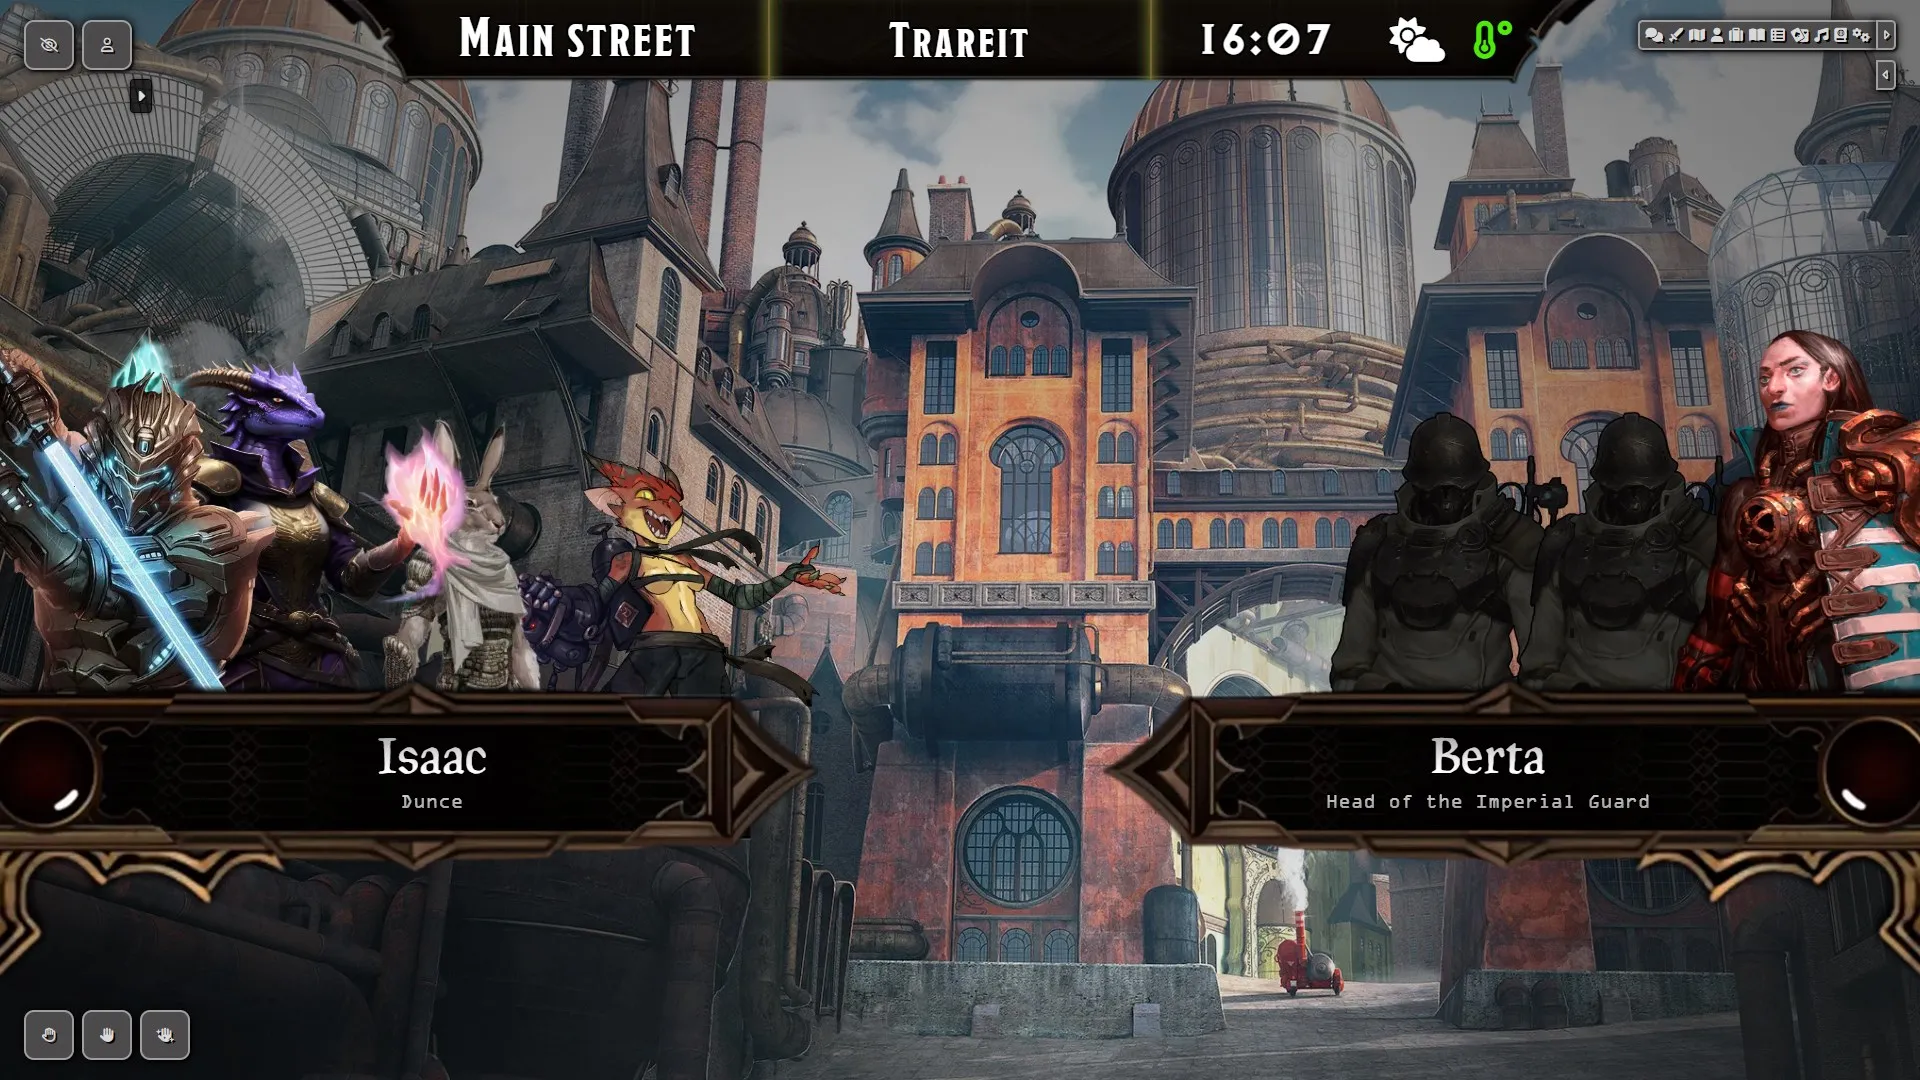 Main street
Trareit
16:07
Isaac
Dunce
Berta
Head of the Imperial Guard